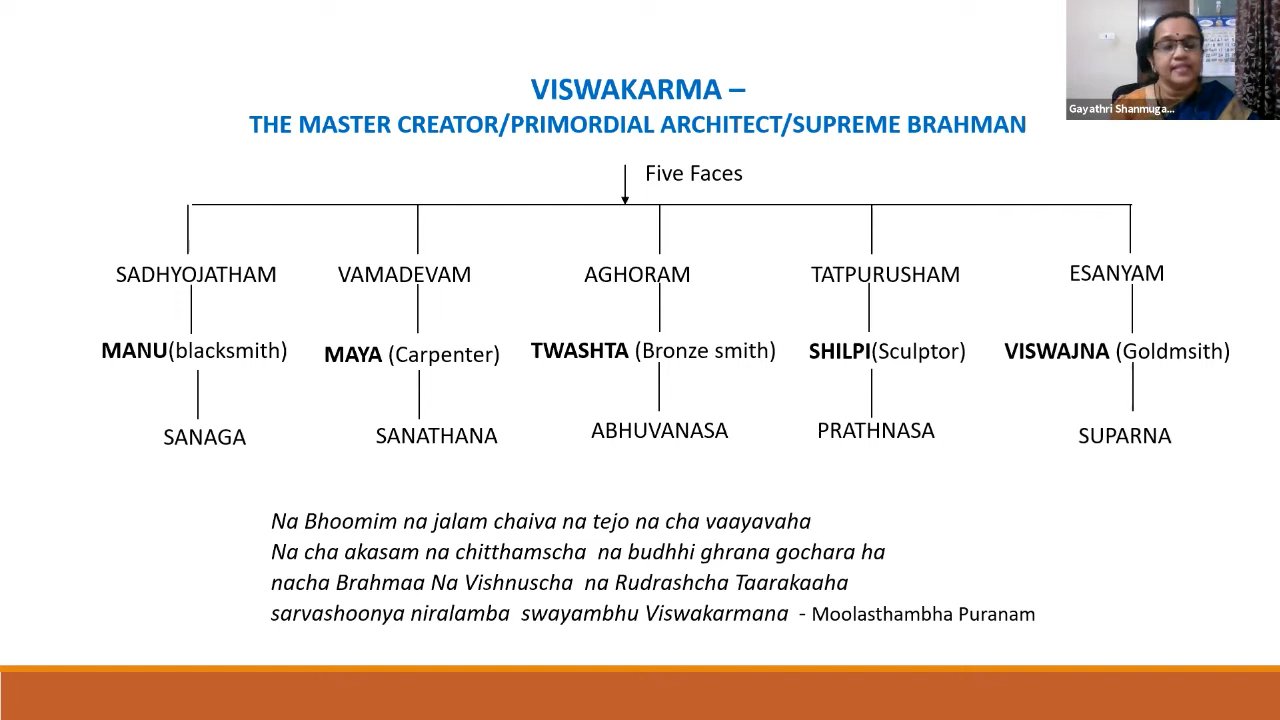 VISWAKARMA –
THE MASTER CREATOR/PRIMORDIAL ARCHITECT/SUPREME BRAHMAN
Gayathri Shanmuga...
Five Faces
SADHYOJATHAM VAMADEVAM AGHORAM TATPURUSHAM ESANYAM
MANU(blacksmith) MAYA (Carpenter) TWASHTA (Bronze smith) SHILPI(Sculptor) VISWAJNA (Goldmsith)
SANAGA SANATHANA ABHUVANASA PRATHNASA SUPARNA
Na Bhoomim na jalam chaiva na tejo na cha vaayavaha
Na cha akasam na chitthamscha na budhhi ghrana gochara ha
nacha Brahmaa Na Vishnuscha na Rudrashcha Taarakaaha
sarvashoonya niralamba swayambhu Viswakarmana - Moolasthambha Puranam